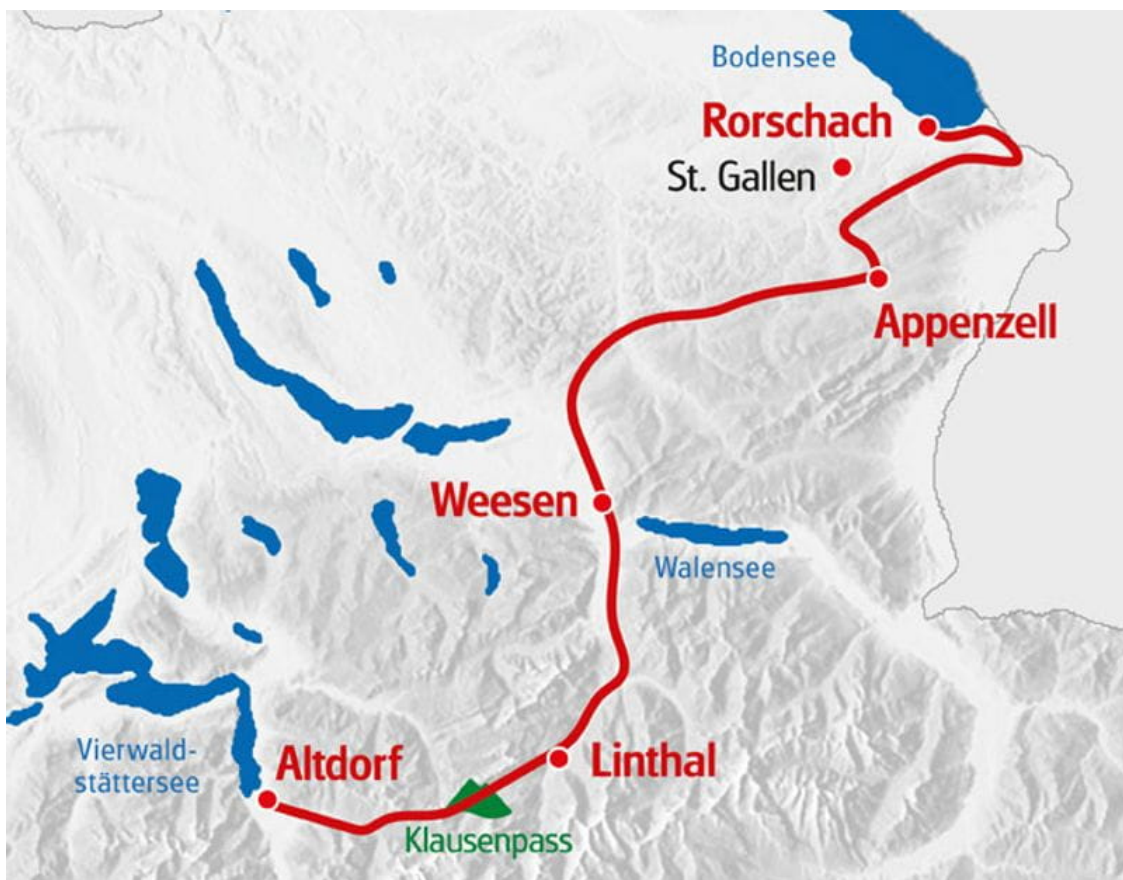 Bodensee
Rorschach
St. Gallen
Appenzell
Weesen
Walensee
Vierwald-
stättersee
Altdorf
Linthal
Klausenpass